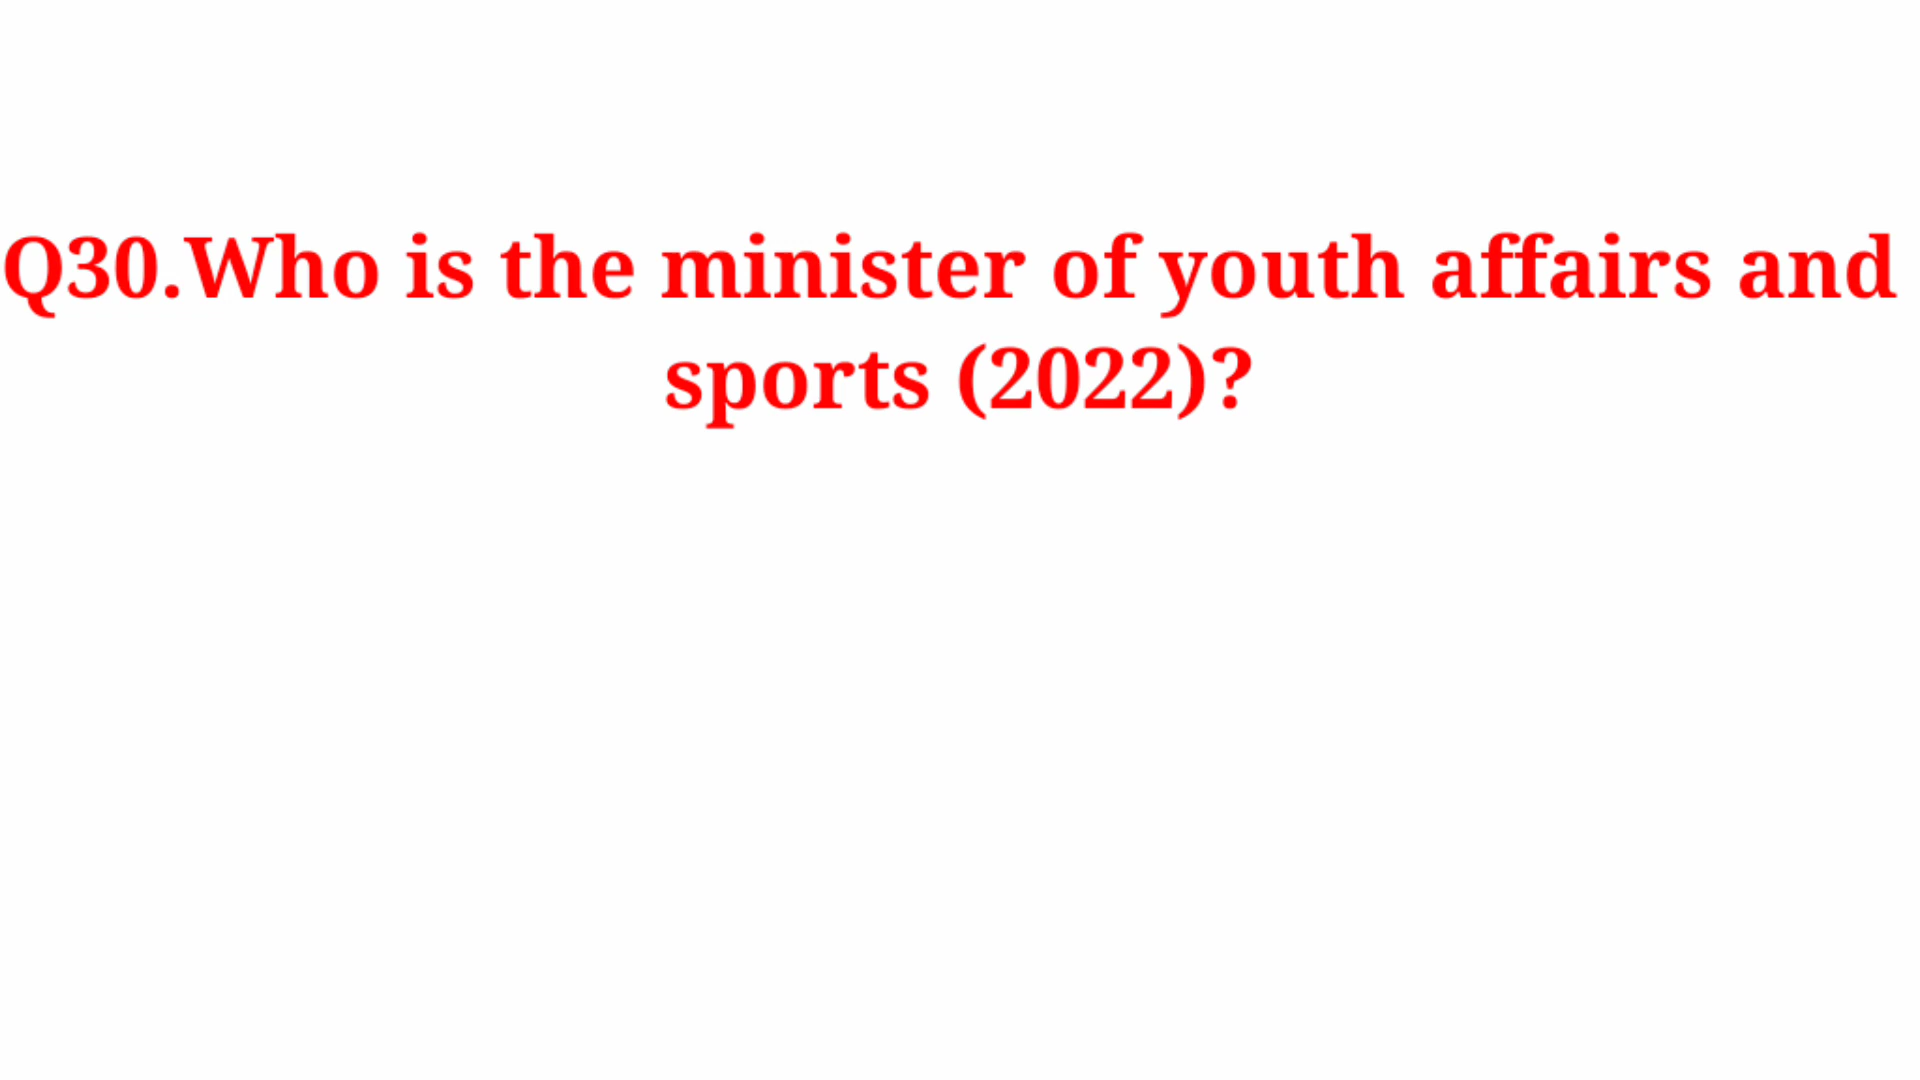 Q30.Who is the minister of youth affairs and
sports (2022)?